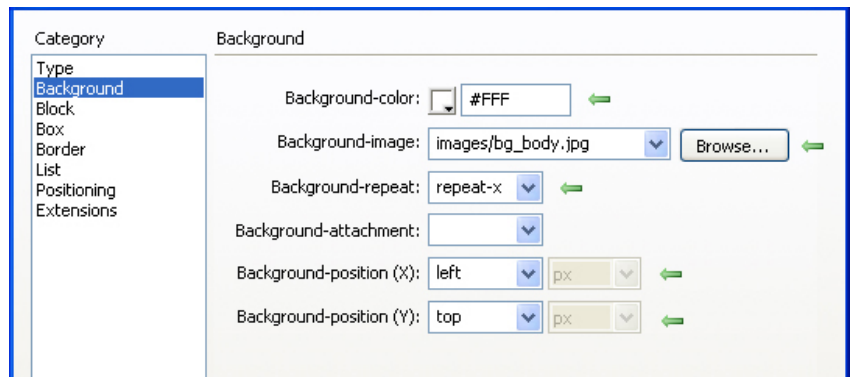 Category
Type
Background
Block
Box
Border
List
Positioning
Extensions
Background
Background-color: #FFF
Background-image: images/bg_body.jpg Browse...
Background-repeat: repeat-x
Background-attachment:
Background-position (X): left px
Background-position (Y): top px